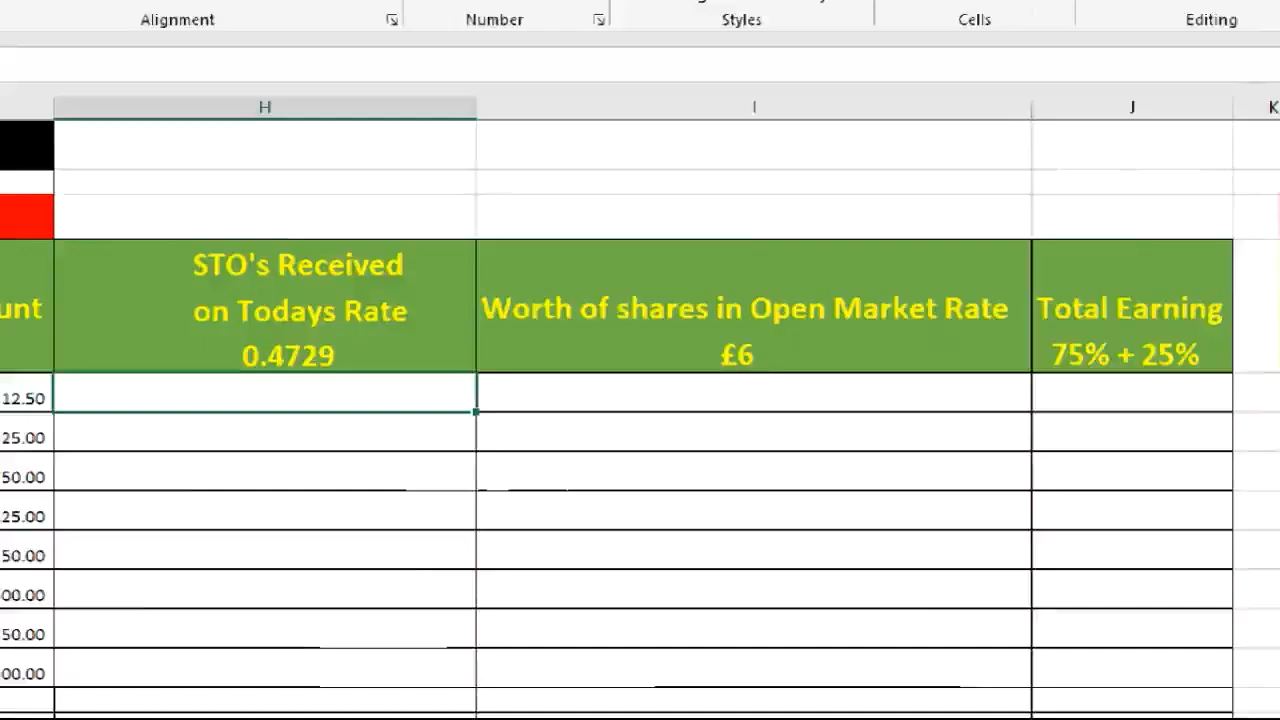 Alignment Number Styles Cells Editing
H I J K
STO's Received
on Todays Rate
0.4729
Worth of shares in Open Market Rate
£6
Total Earning
75% + 25%
12.50
25.00
50.00
25.00
50.00
00.00
50.00
00.00